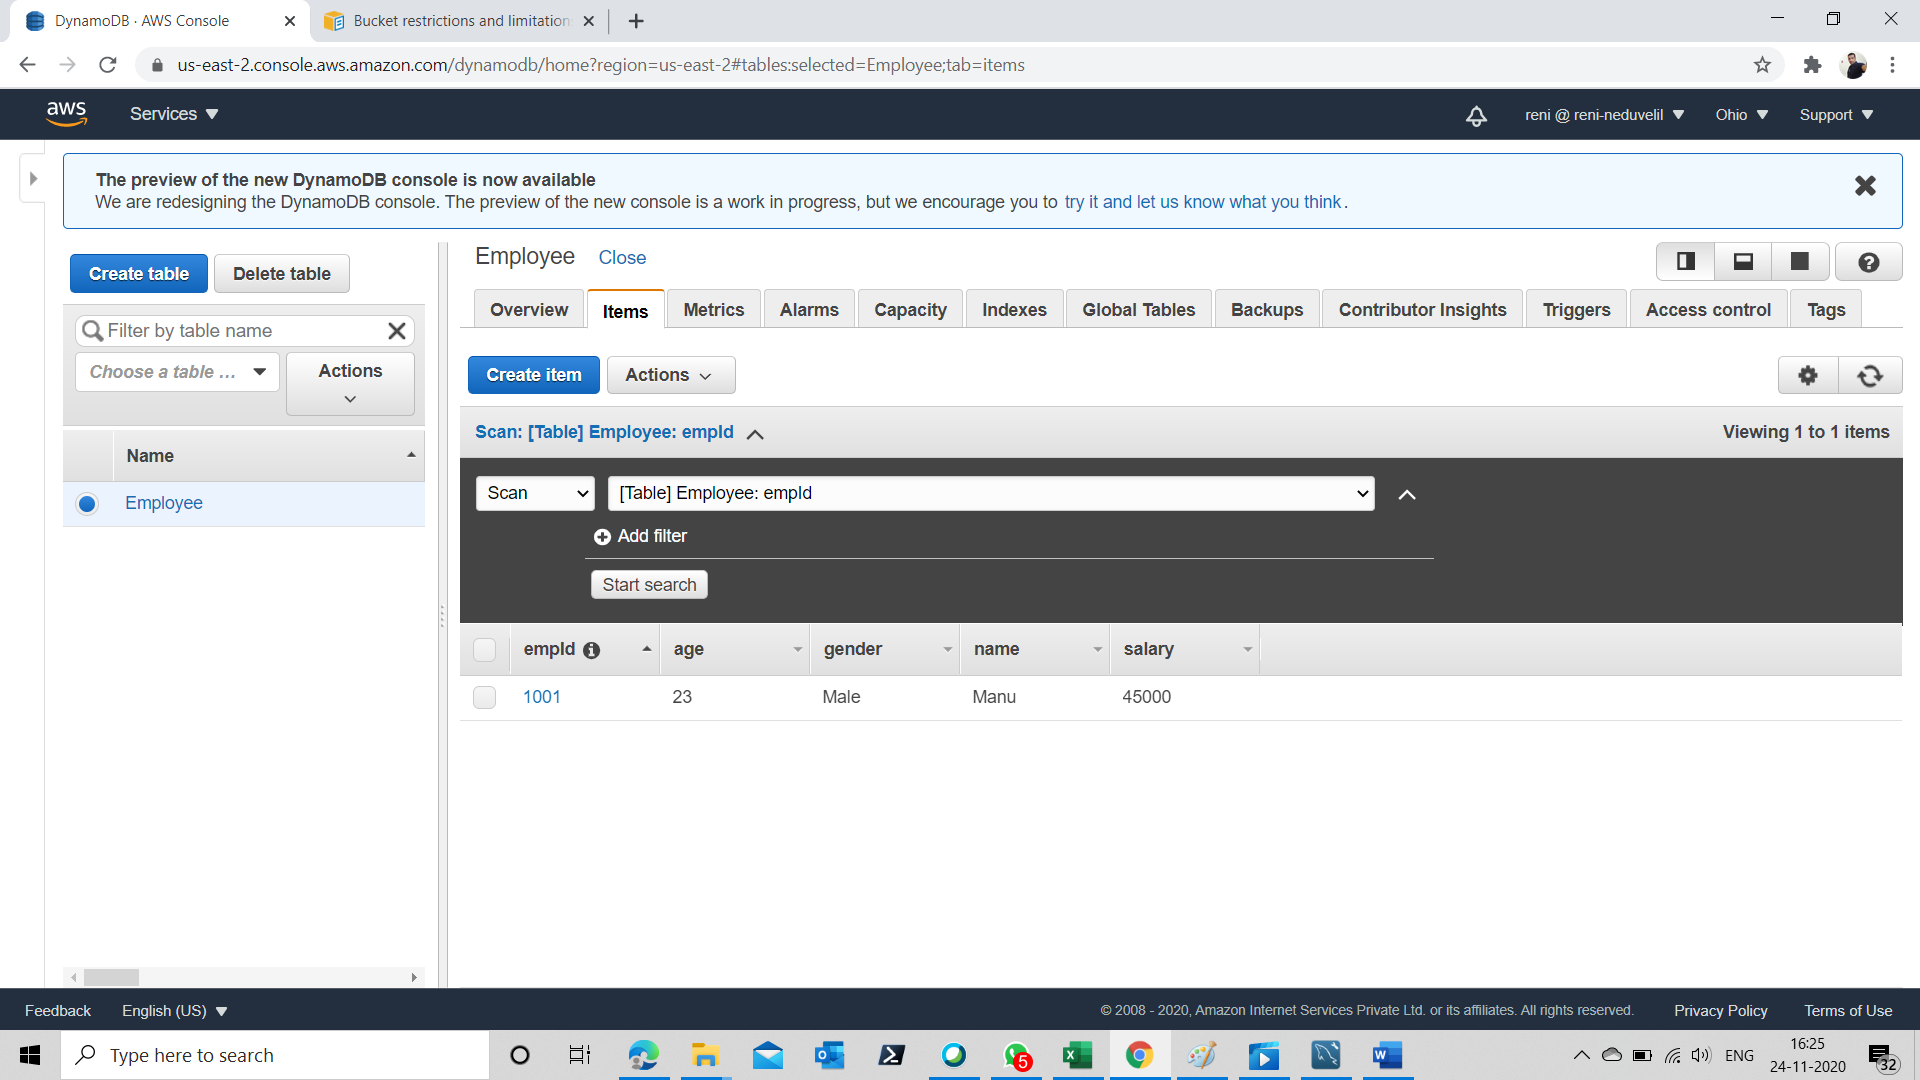 DynamoDB · AWS Console
Bucket restrictions and limitation
us-east-2.console.aws.amazon.com/dynamodb/home?region=us-east-2#tables:selected=Employee;tab=items
aws
Services
reni @ reni-neduvelil
Ohio
Support
The preview of the new DynamoDB console is now available
We are redesigning the DynamoDB console. The preview of the new console is a work in progress, but we encourage you to try it and let us know what you think.
Create table
Delete table
Filter by table name
Choose a table ...
Actions
Name
Employee
Employee
Close
Overview
Items
Metrics
Alarms
Capacity
Indexes
Global Tables
Backups
Contributor Insights
Triggers
Access control
Tags
Create item
Actions
Scan: [Table] Employee: empId
Viewing 1 to 1 items
Scan
[Table] Employee: empId
Add filter
Start search
empId age gender name salary
1001 23 Male Manu 45000
Feedback
English (US)
© 2008 - 2020, Amazon Internet Services Private Ltd. or its affiliates. All rights reserved.
Privacy Policy
Terms of Use
Type here to search
5
ENG
16:25
24-11-2020
32